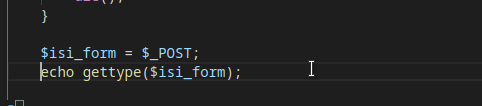 }
$isi_form = $_POST;
echo gettype($isi_form);